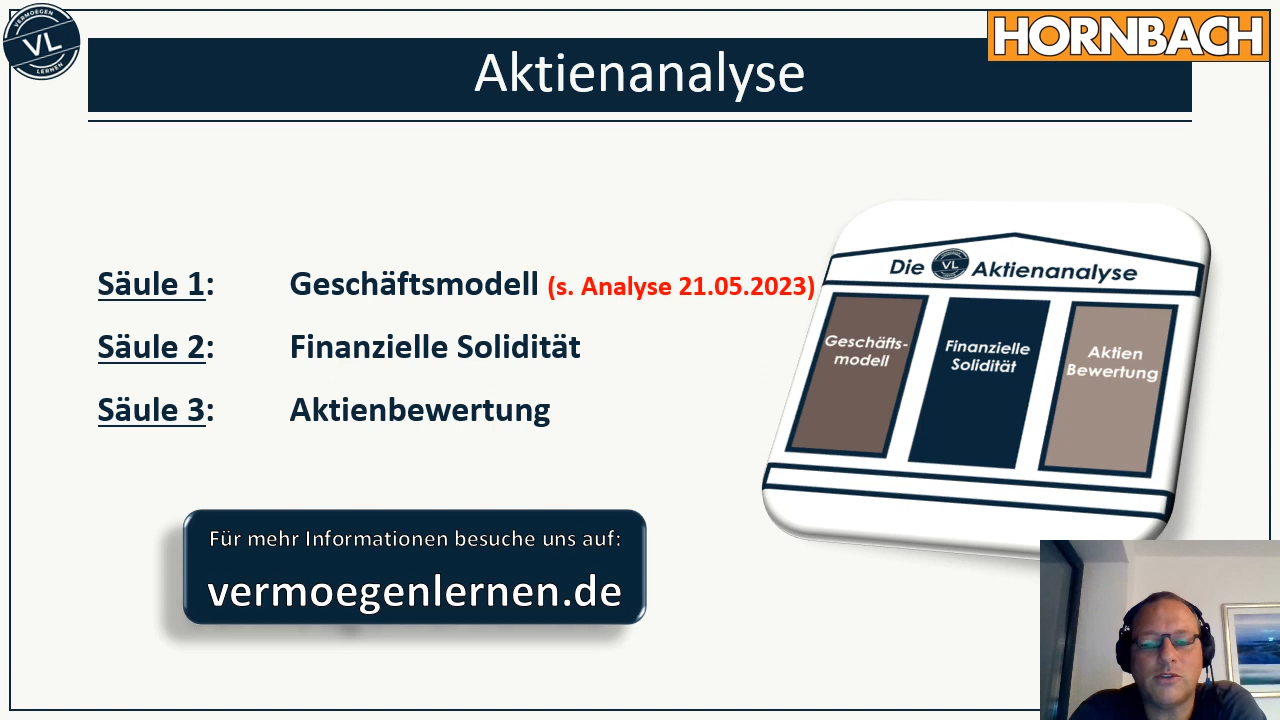 VERMOEGEN
VL
LERNEN
HORNBACH
Aktienanalyse
Säule 1: Geschäftsmodell (s. Analyse 21.05.2023)
Säule 2: Finanzielle Solidität
Säule 3: Aktienbewertung
Die VL Aktienanalyse
Geschäfts-
modell
Finanzielle
Solidität
Aktien
Bewertung
Für mehr Informationen besuche uns auf:
vermoegenlernen.de